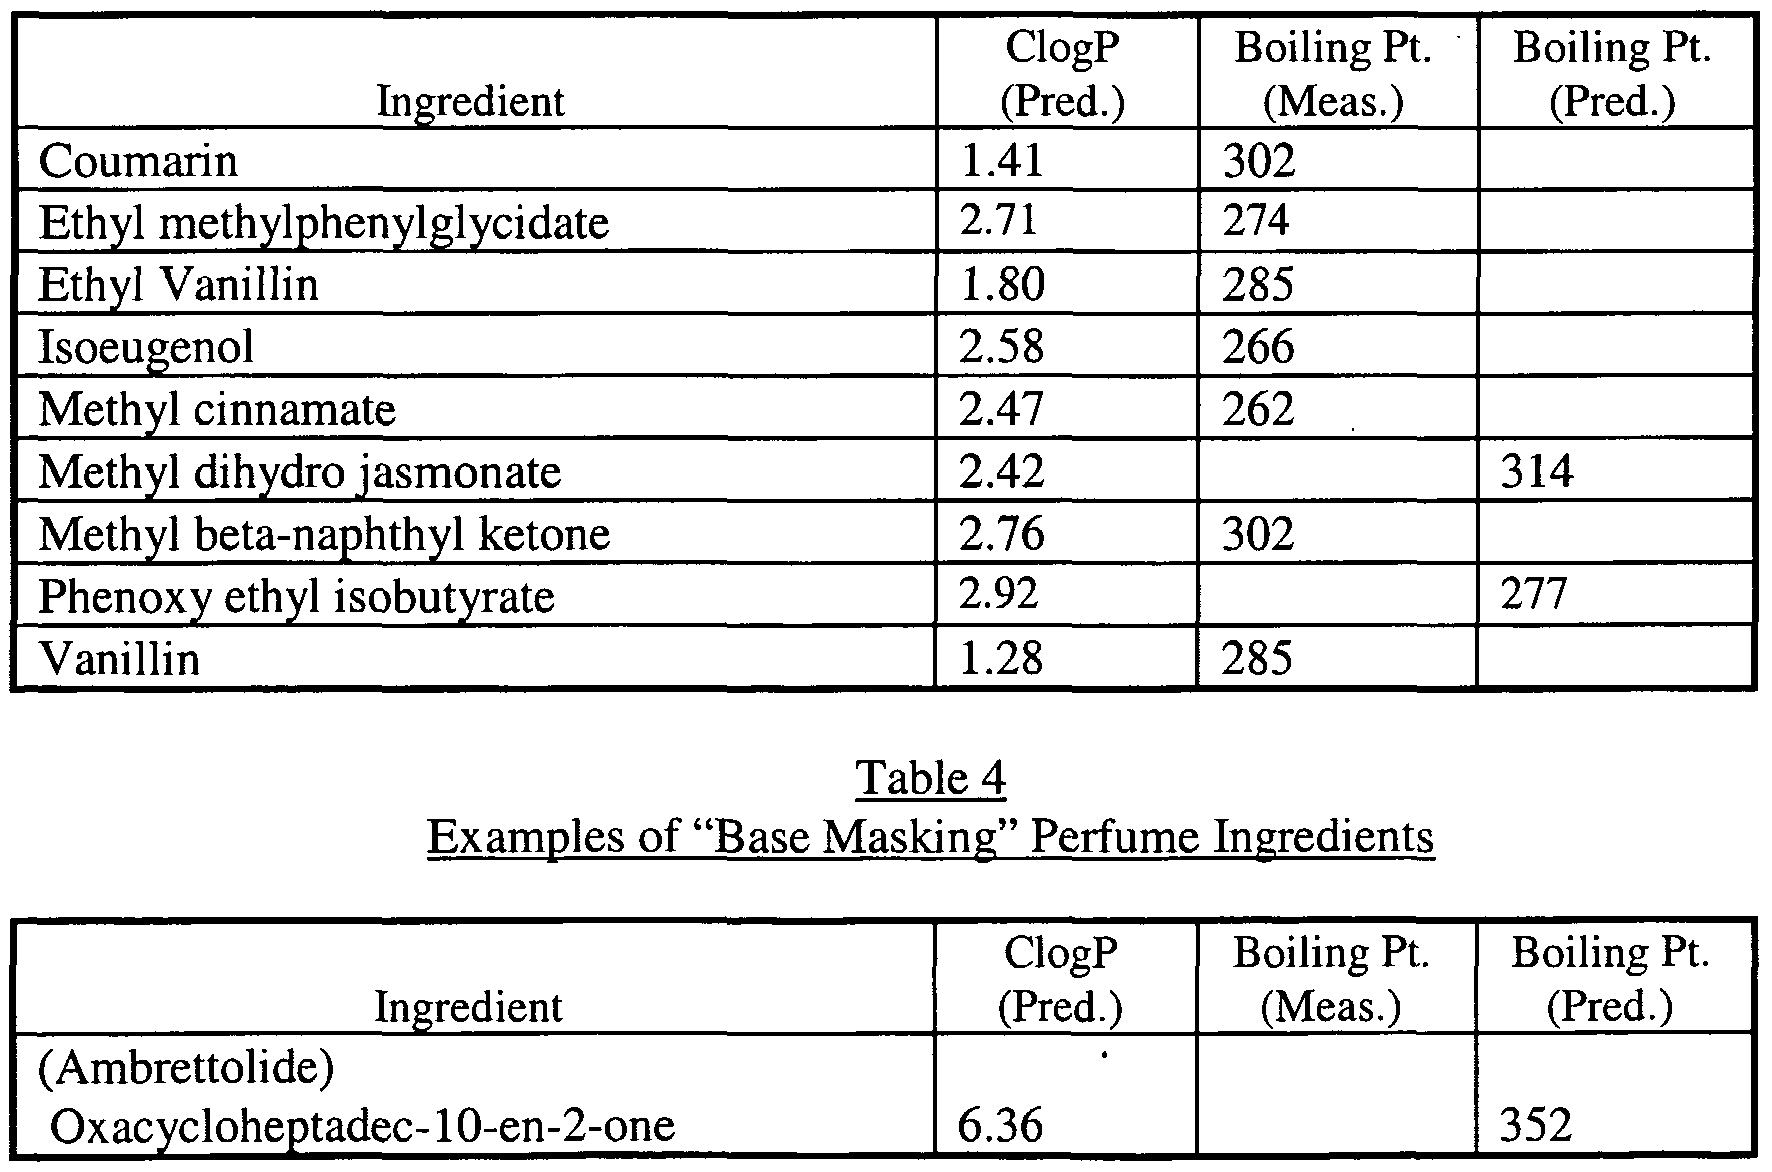 Ingredient ClogP (Pred.) Boiling Pt. (Meas.) Boiling Pt. (Pred.)
Coumarin 1.41 302
Ethyl methylphenylglycidate 2.71 274
Ethyl Vanillin 1.80 285
Isoeugenol 2.58 266
Methyl cinnamate 2.47 262
Methyl dihydro jasmonate 2.42 314
Methyl beta-naphthyl ketone 2.76 302
Phenoxy ethyl isobutyrate 2.92 277
Vanillin 1.28 285
Table 4
Examples of “Base Masking” Perfume Ingredients
Ingredient ClogP (Pred.) Boiling Pt. (Meas.) Boiling Pt. (Pred.)
(Ambrettolide)
Oxacycloheptadec-10-en-2-one 6.36 352